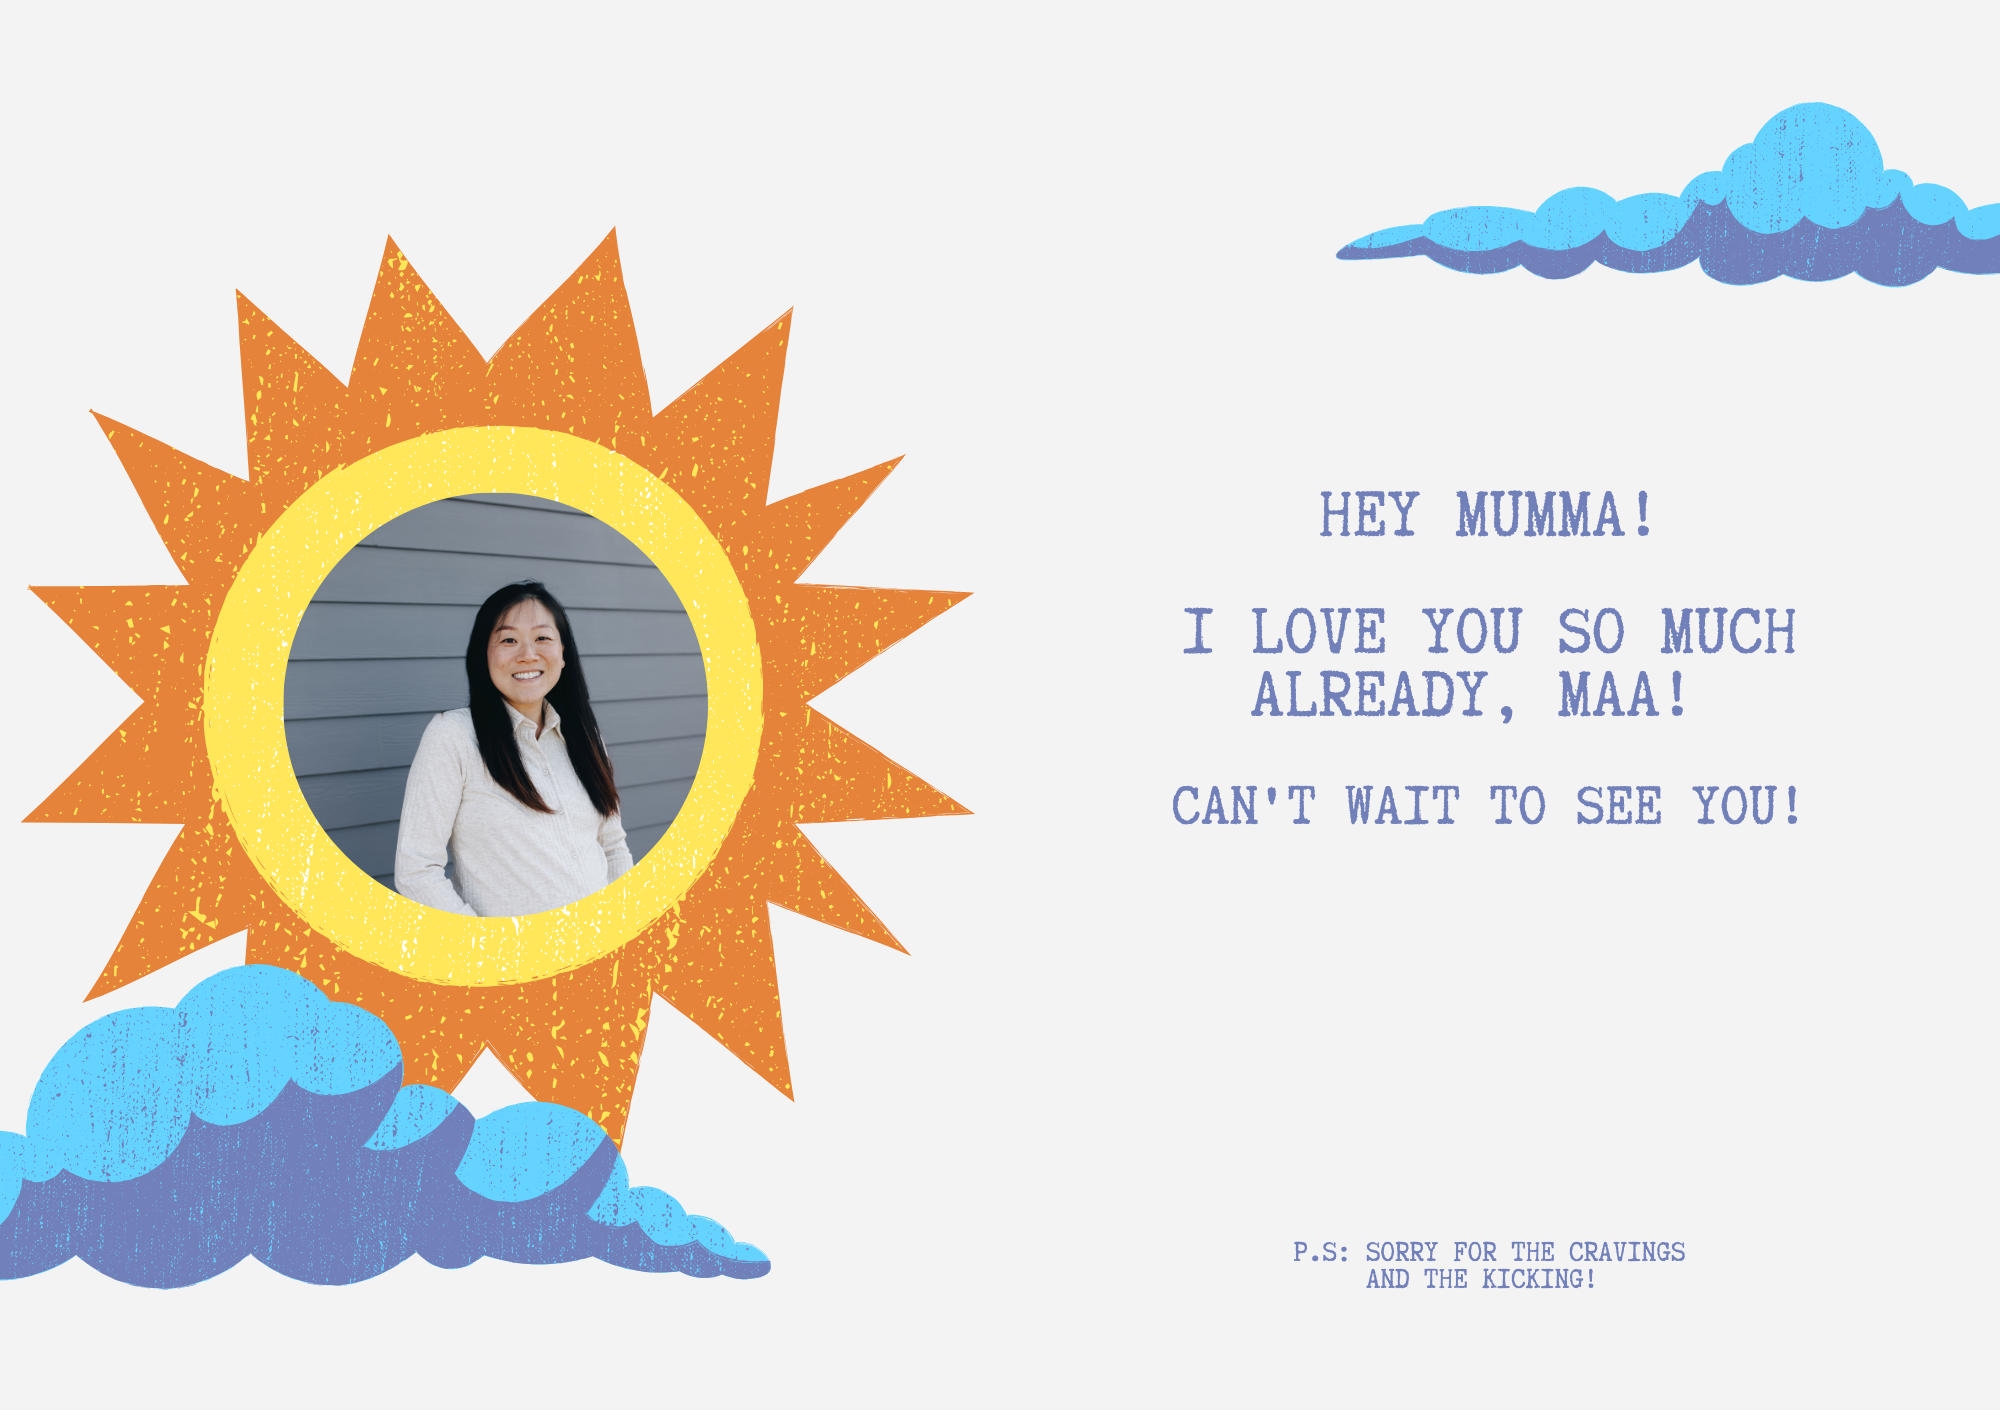 HEY MUMMA!
I LOVE YOU SO MUCH
ALREADY, MAA!
CAN'T WAIT TO SEE YOU!
P.S: SORRY FOR THE CRAVINGS
AND THE KICKING!